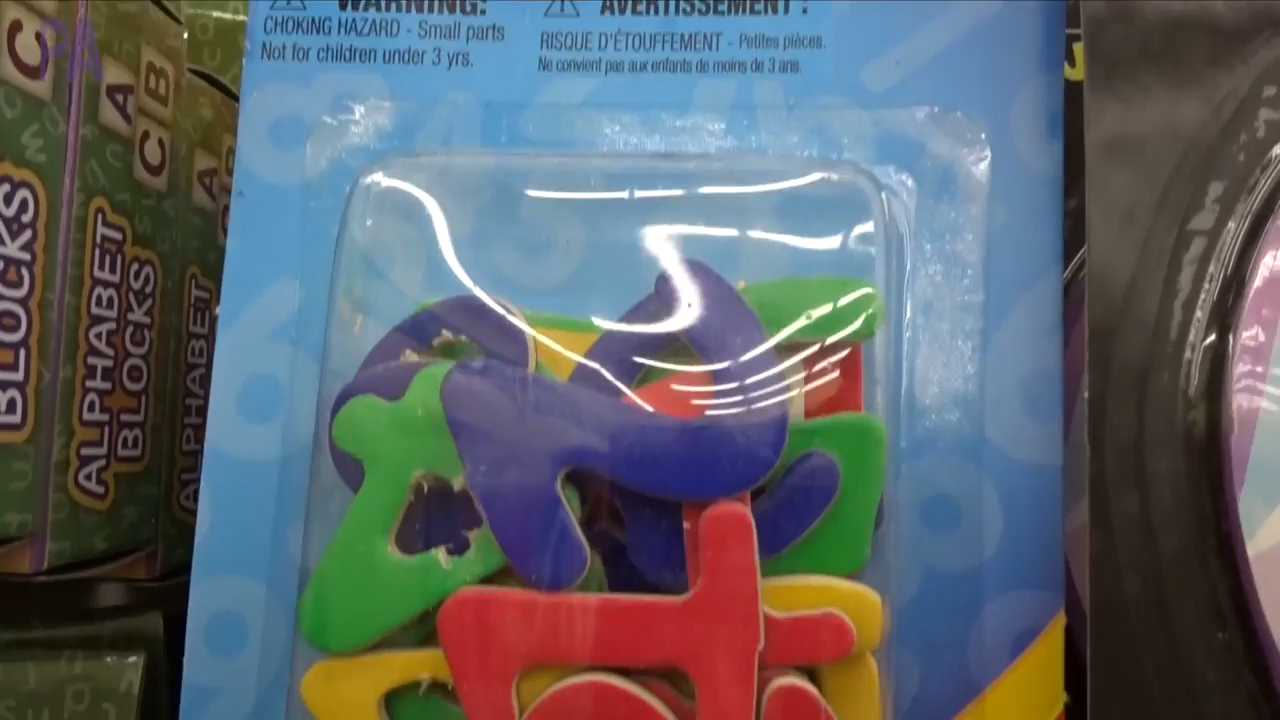 WARNING:
CHOKING HAZARD - Small parts
Not for children under 3 yrs.
AVERTISSEMENT :
RISQUE D'ÉTOUFFEMENT - Petites pièces.
Ne convient pas aux enfants de moins de 3 ans.
C
A
B
C
A
BLOCKS
ALPHABET
BLOCKS
ALPHABET